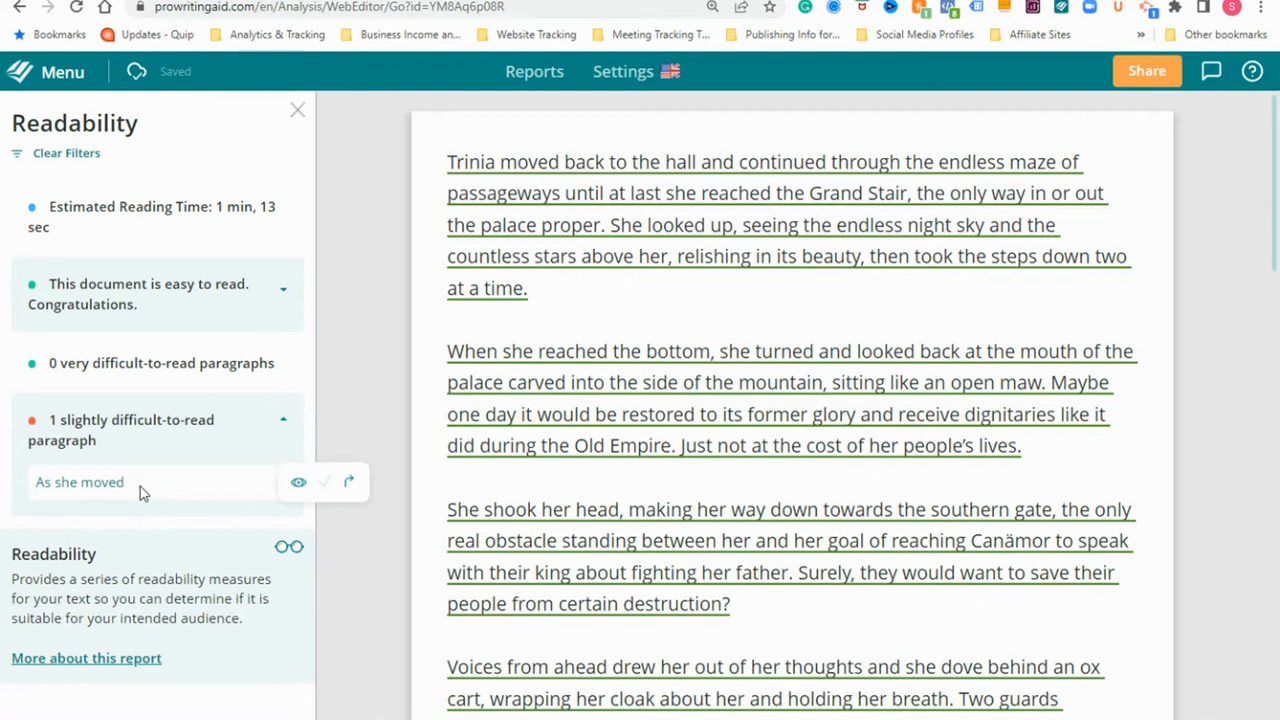 prowritingaid.com/en/Analysis/WebEditor/Go?id=YM8Aq6p08R
Bookmarks Updates - Quip Analytics & Tracking Business Income an... Website Tracking Meeting Tracking T... Publishing Info for... Social Media Profiles Affiliate Sites » Other bookmarks
Menu Saved Reports Settings Share
Readability
Clear Filters
Estimated Reading Time: 1 min, 13
sec
This document is easy to read.
Congratulations.
0 very difficult-to-read paragraphs
1 slightly difficult-to-read
paragraph
As she moved
Readability
Provides a series of readability measures
for your text so you can determine if it is
suitable for your intended audience.
More about this report
Trinia moved back to the hall and continued through the endless maze of
passageways until at last she reached the Grand Stair, the only way in or out
the palace proper. She looked up, seeing the endless night sky and the
countless stars above her, relishing in its beauty, then took the steps down two
at a time.
When she reached the bottom, she turned and looked back at the mouth of the
palace carved into the side of the mountain, sitting like an open maw. Maybe
one day it would be restored to its former glory and receive dignitaries like it
did during the Old Empire. Just not at the cost of her people's lives.
She shook her head, making her way down towards the southern gate, the only
real obstacle standing between her and her goal of reaching Canämor to speak
with their king about fighting her father. Surely, they would want to save their
people from certain destruction?
Voices from ahead drew her out of her thoughts and she dove behind an ox
cart, wrapping her cloak about her and holding her breath. Two guards